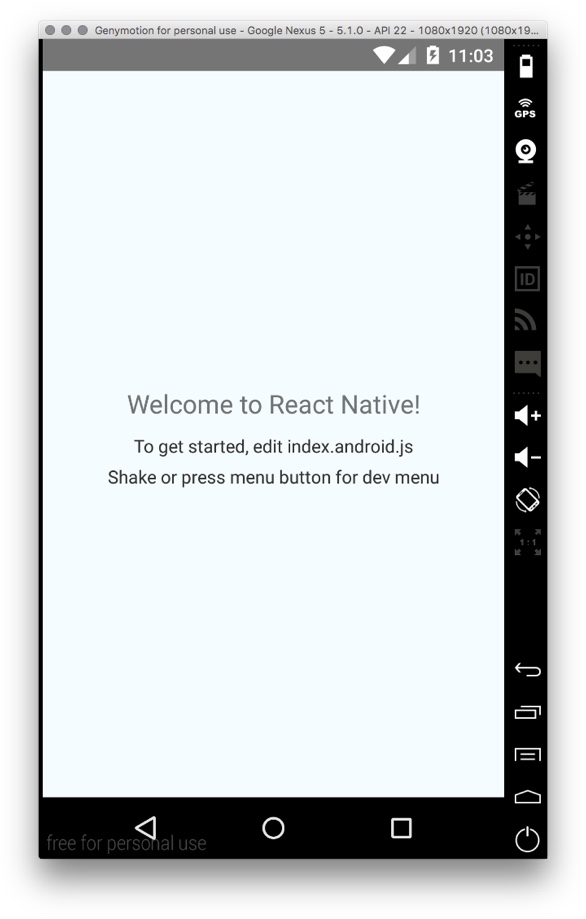 Genymotion for personal use - Google Nexus 5 - 5.1.0 - API 22 - 1080x1920 (1080x19...
11:03
GPS
ID
Welcome to React Native!
To get started, edit index.android.js
Shake or press menu button for dev menu
1:1
free for personal use